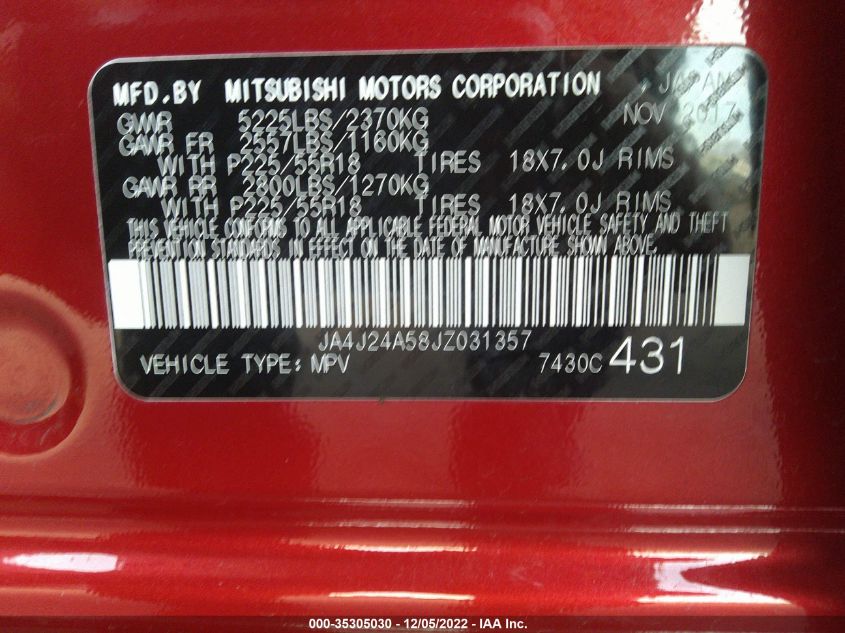 MFD.BY MITSUBISHI MOTORS CORPORATION , JAPAN
GVWR 5225LBS/2370KG NOV 2017
GAWR FR 2557LBS/1160KG
WITH P225/55R18 TIRES 18X7.0J RIMS
GAWR RR 2800LBS/1270KG
WITH P225/55R18 TIRES 18X7.0J RIMS
THIS VEHICLE CONFORMS TO ALL APPLICABLE FEDERAL MOTOR VEHICLE SAFETY AND THEFT
PREVENTION STANDARDS IN EFFECT ON THE DATE OF MANUFACTURE SHOWN ABOVE.
JA4J24A58JZ031357
VEHICLE TYPE: MPV 7430C 431
000-35305030 - 12/05/2022 - IAA Inc.